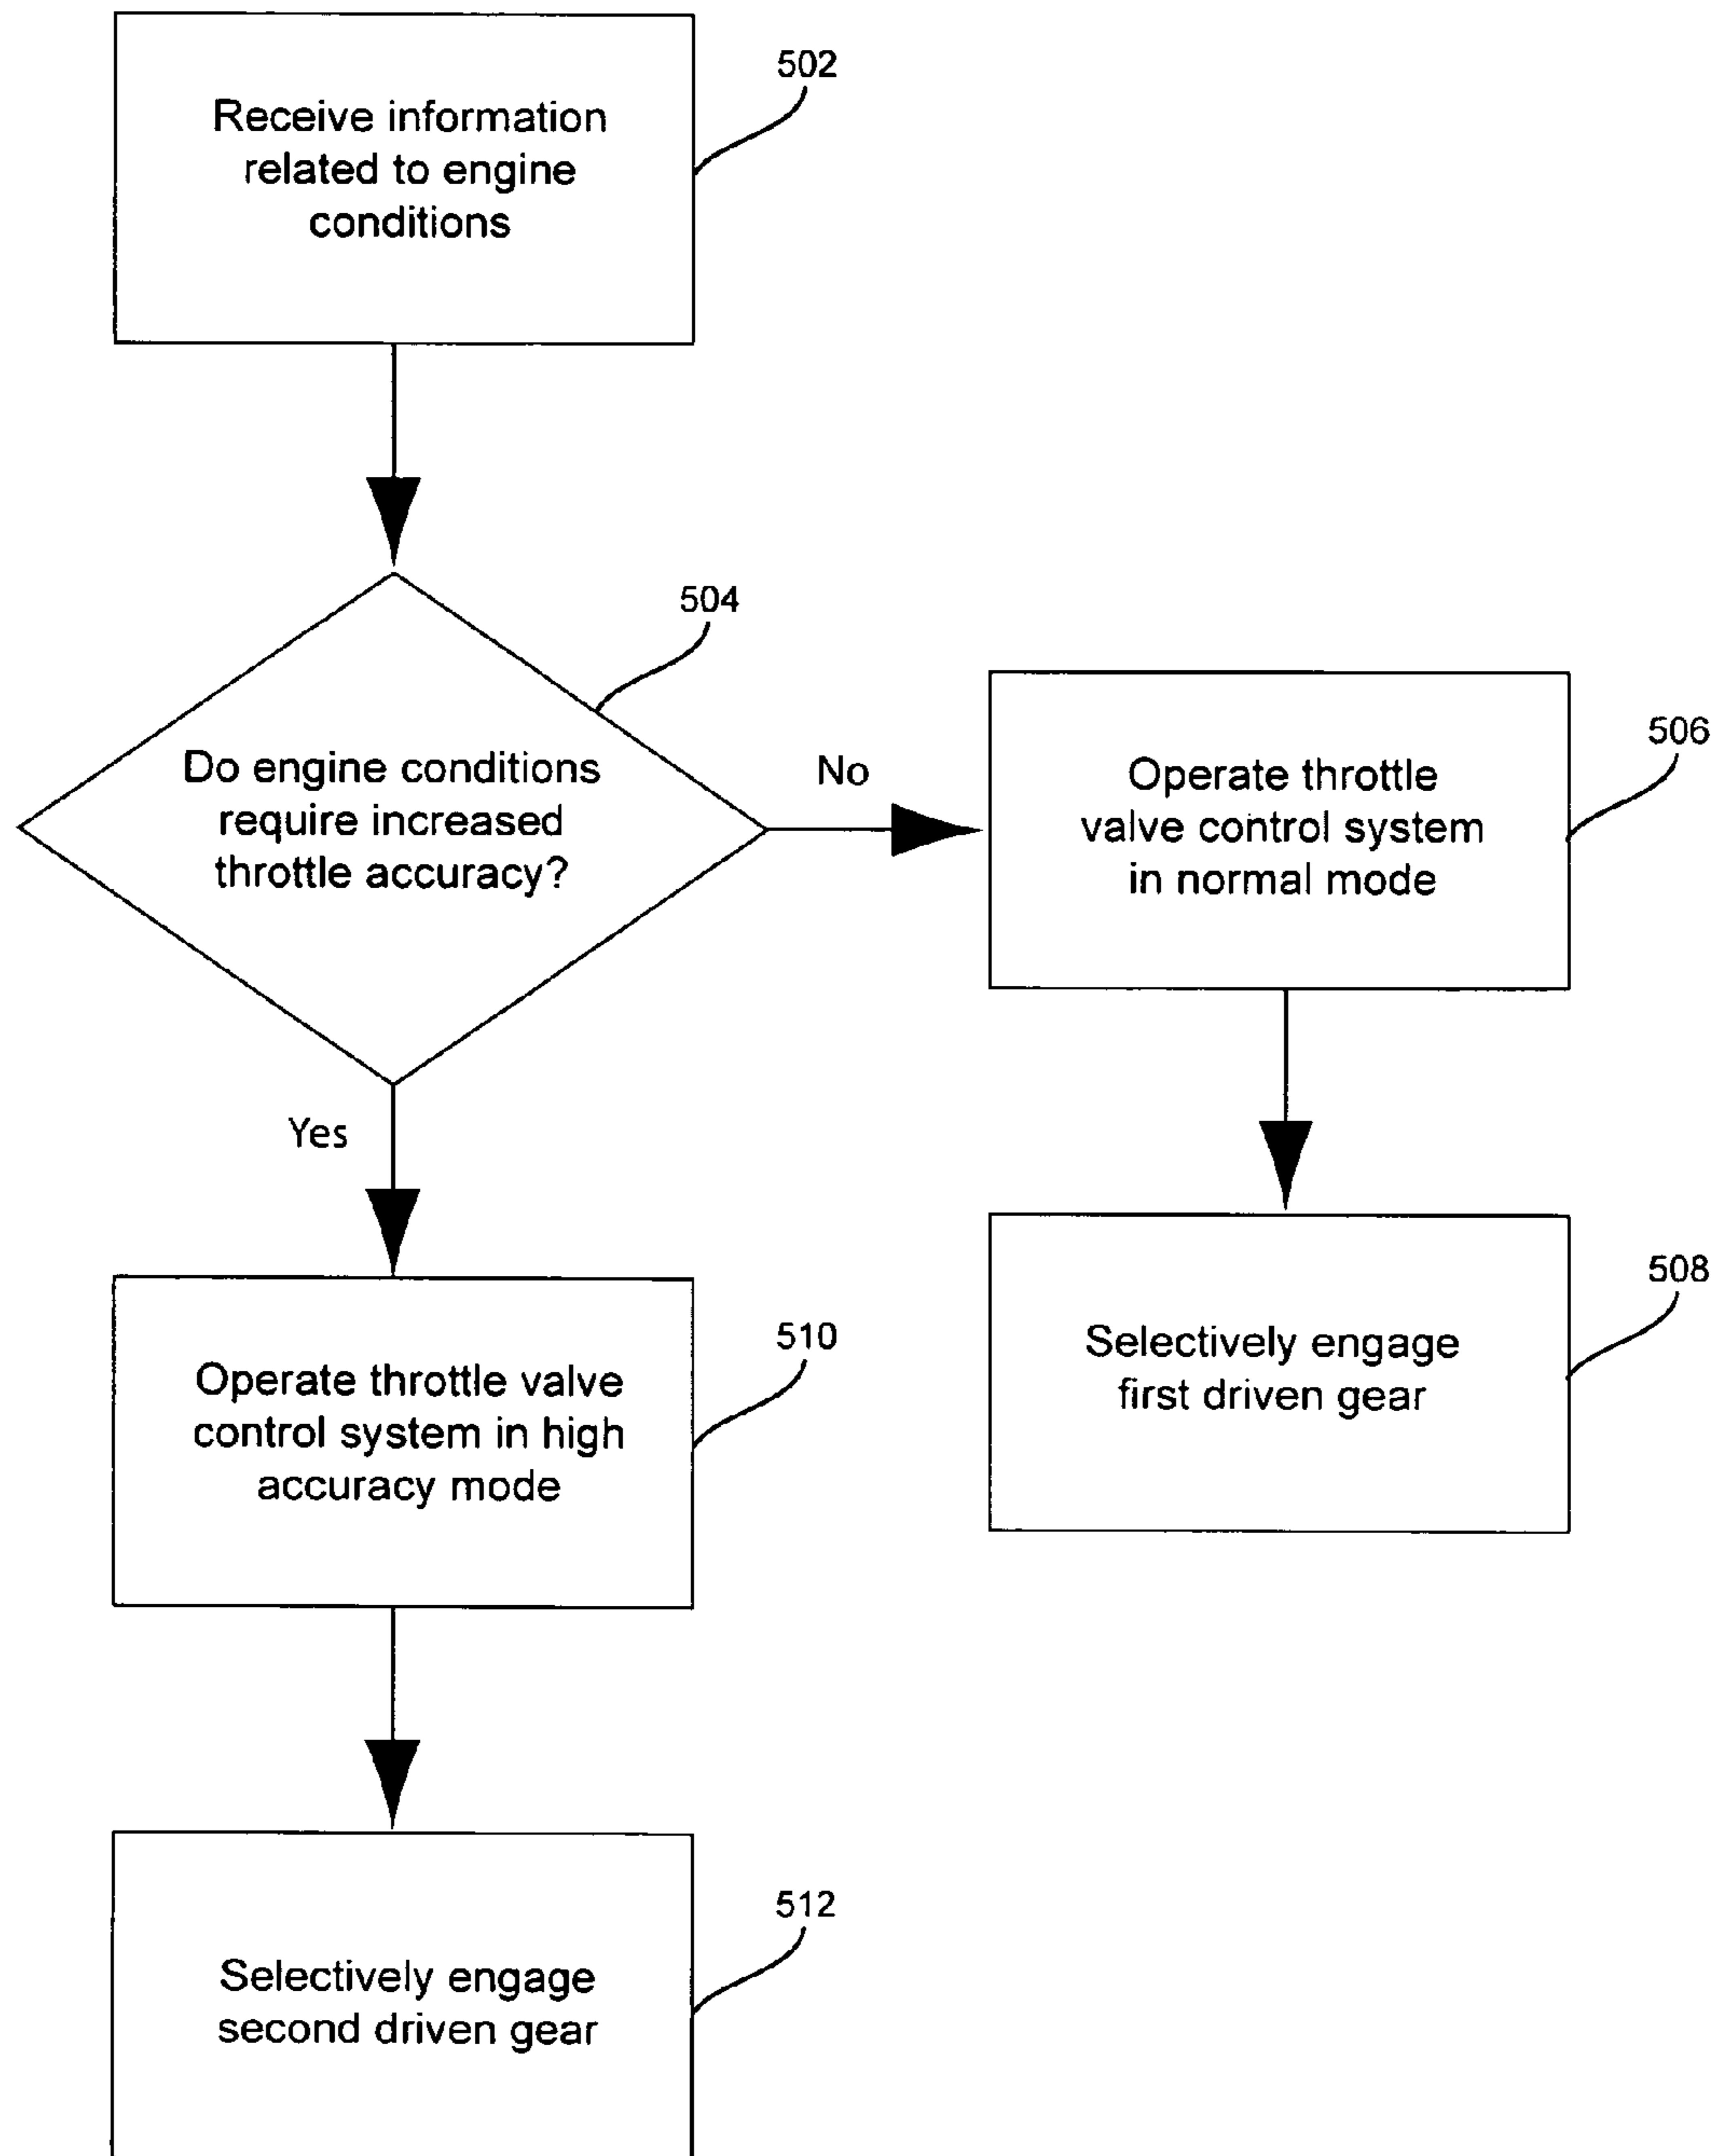 502
Receive information
related to engine
conditions
504
Do engine conditions
require increased
throttle accuracy?
No
506
Operate throttle
valve control system
in normal mode
Yes
508
Selectively engage
first driven gear
510
Operate throttle valve
control system in high
accuracy mode
512
Selectively engage
second driven gear